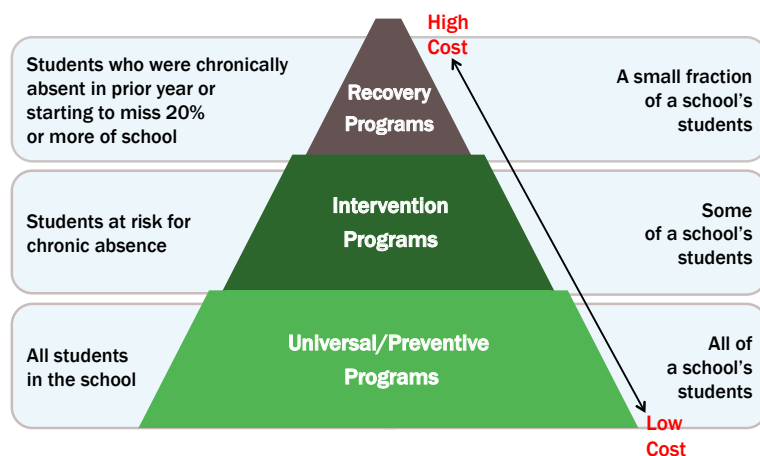 High
Cost
Students who were chronically
absent in prior year or
starting to miss 20%
or more of school
Recovery
Programs
A small fraction
of a school's
students
Students at risk for
chronic absence
Intervention
Programs
Some
of a school's
students
All students
in the school
Universal/Preventive
Programs
All of
a school's
students
Low
Cost